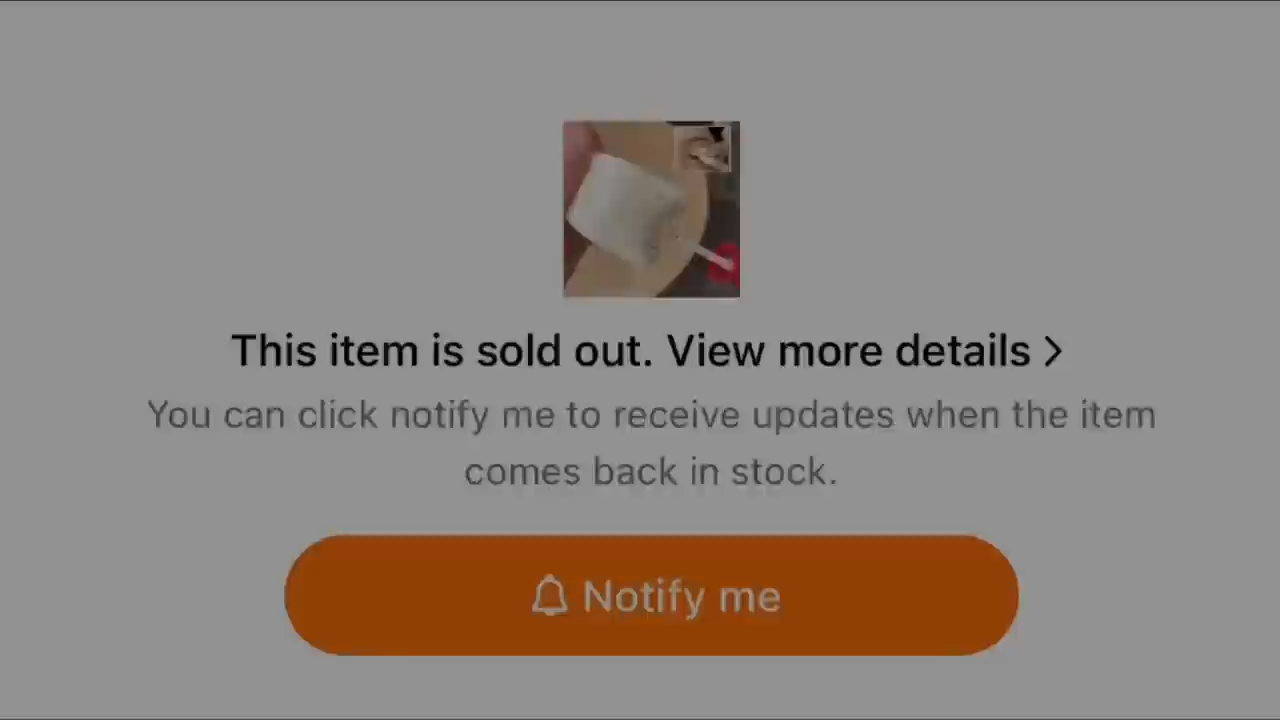 This item is sold out. View more details >
You can click notify me to receive updates when the item
comes back in stock.
Notify me